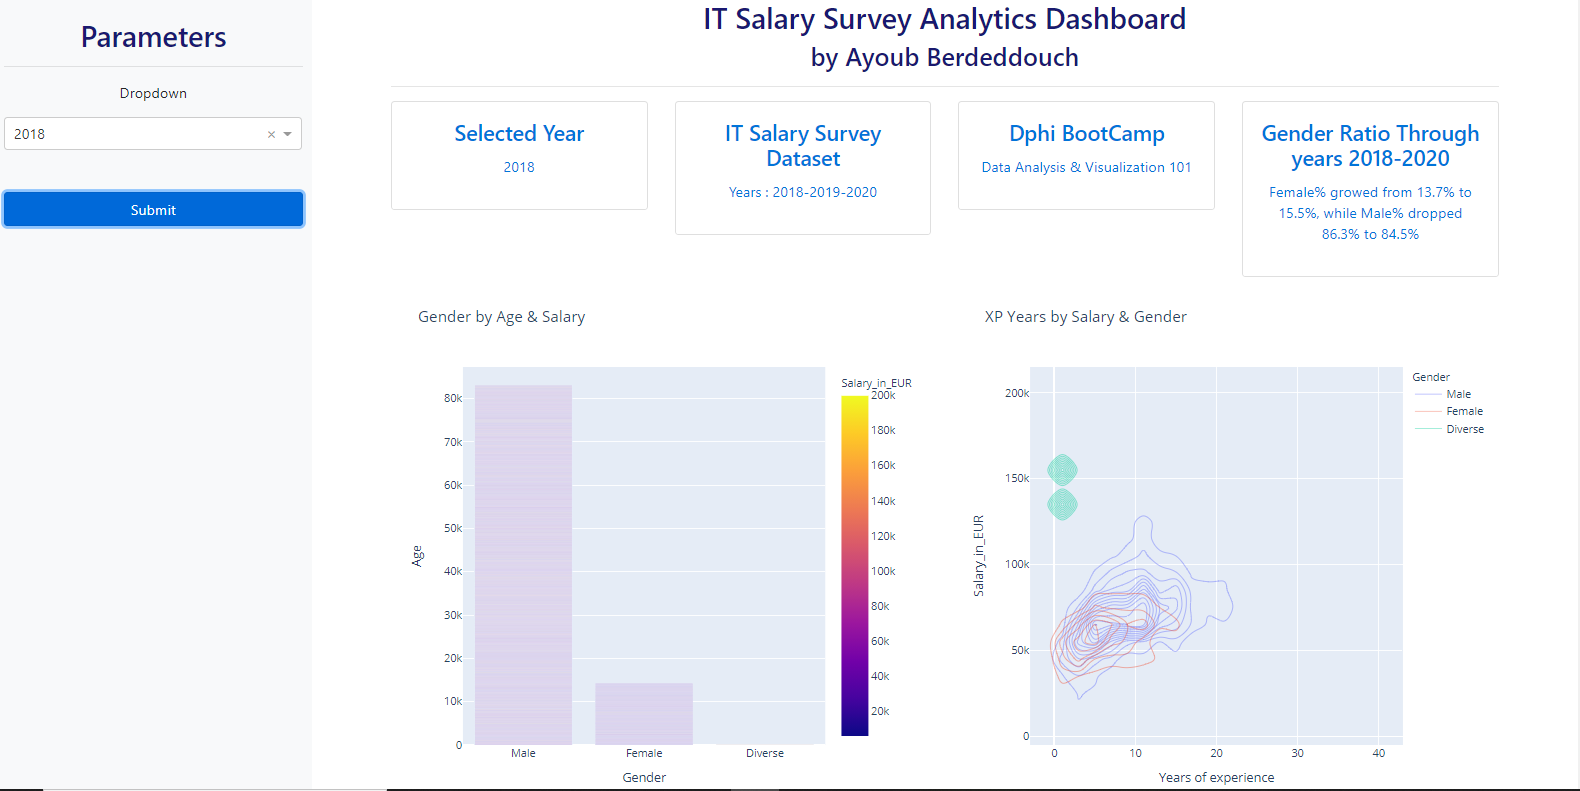 Parameters
Dropdown
2018
×
Submit
IT Salary Survey Analytics Dashboard
by Ayoub Berdeddouch
Selected Year
2018
IT Salary Survey
Dataset
Years : 2018-2019-2020
Dphi BootCamp
Data Analysis & Visualization 101
Gender Ratio Through
years 2018-2020
Female% growed from 13.7% to
15.5%, while Male% dropped
86.3% to 84.5%
Gender by Age & Salary
80k
70k
60k
50k
40k
30k
20k
10k
0
Age
Male
Female
Diverse
Gender
Salary_in_EUR
200k
180k
160k
140k
120k
100k
80k
60k
40k
20k
XP Years by Salary & Gender
200k
150k
100k
50k
0
Salary_in_EUR
0
10
20
30
40
Years of experience
Gender
Male
Female
Diverse